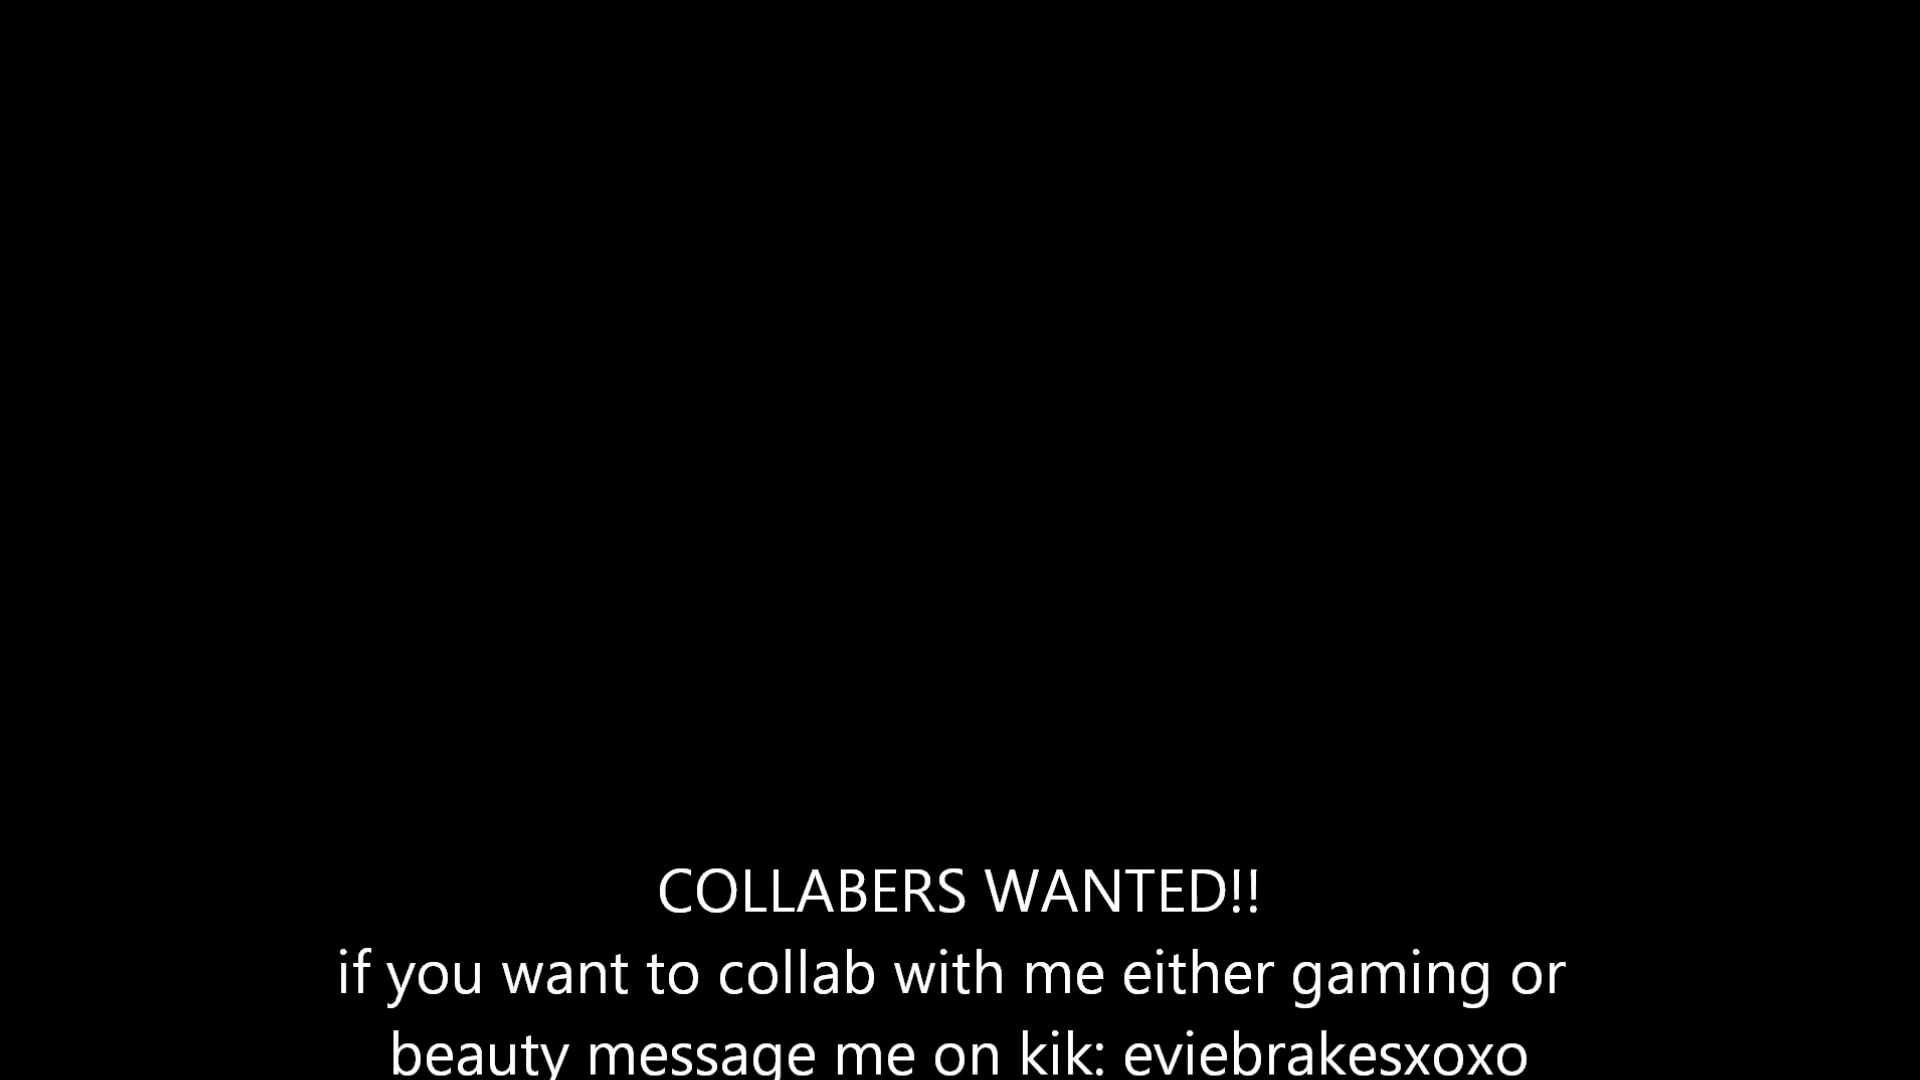 COLLABERS WANTED!!
if you want to collab with me either gaming or
beauty message me on kik: eviebrakesxoxo